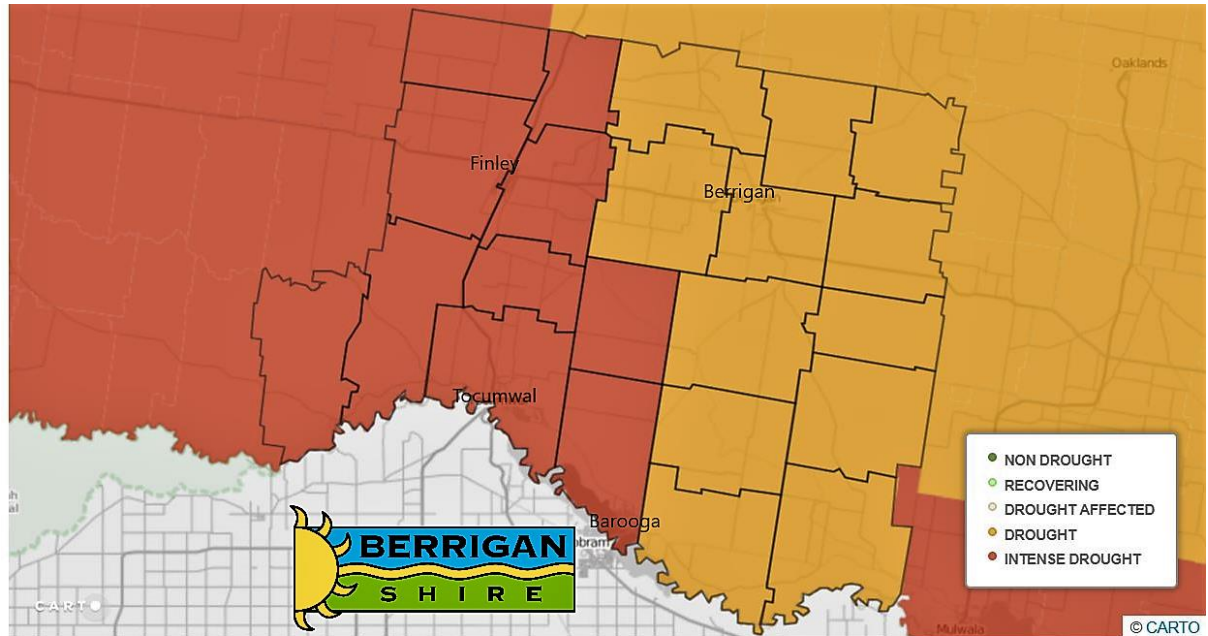 Oaklands
Finley
Berrigan
Tocumwal
Barooga
NON DROUGHT
RECOVERING
DROUGHT AFFECTED
DROUGHT
INTENSE DROUGHT
BERRIGAN
SHIRE
CARTO
Mulwala
© CARTO